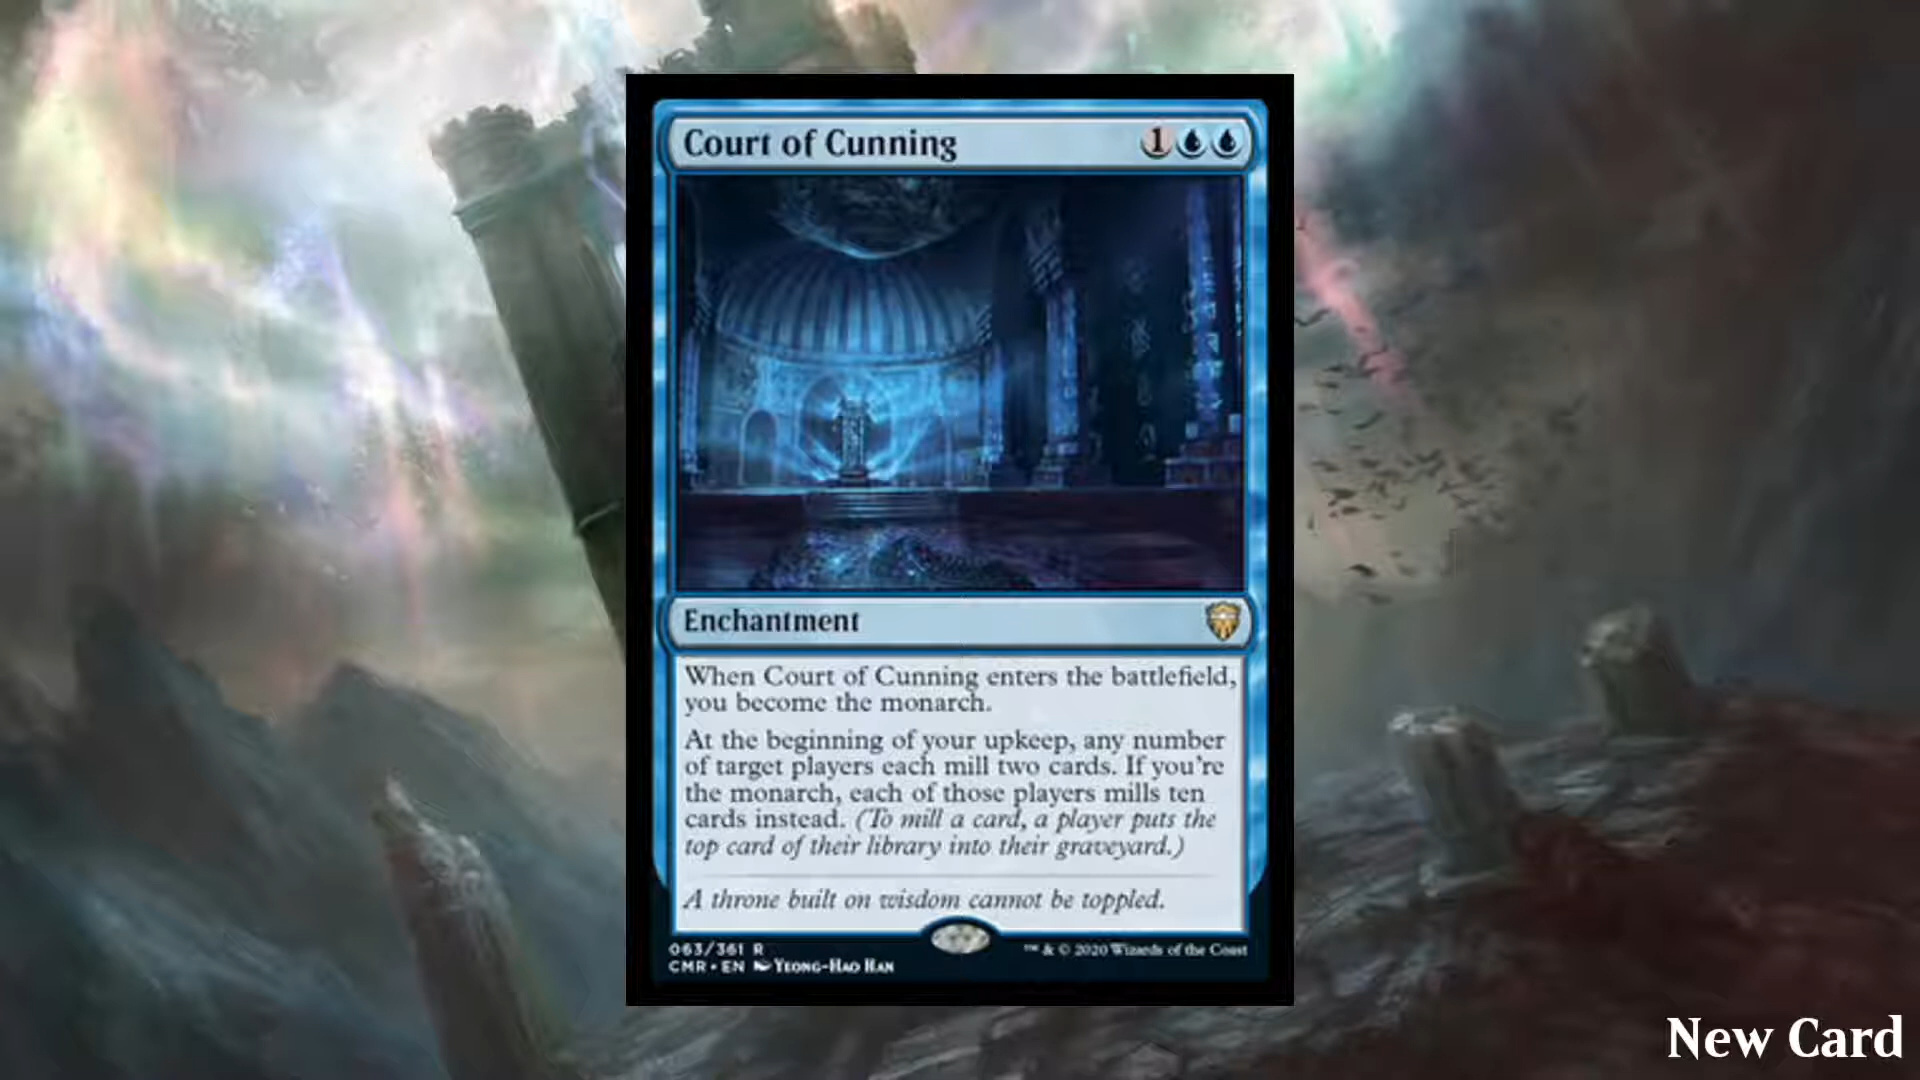 Court of Cunning 1
Enchantment
When Court of Cunning enters the battlefield,
you become the monarch.
At the beginning of your upkeep, any number
of target players each mill two cards. If you're
the monarch, each of those players mills ten
cards instead. (To mill a card, a player puts the
top card of their library into their graveyard.)
A throne built on wisdom cannot be toppled.
063/361 R
™ & © 2020 Wizards of the Coast
CMR • EN Yeong-Hao Han
New Card